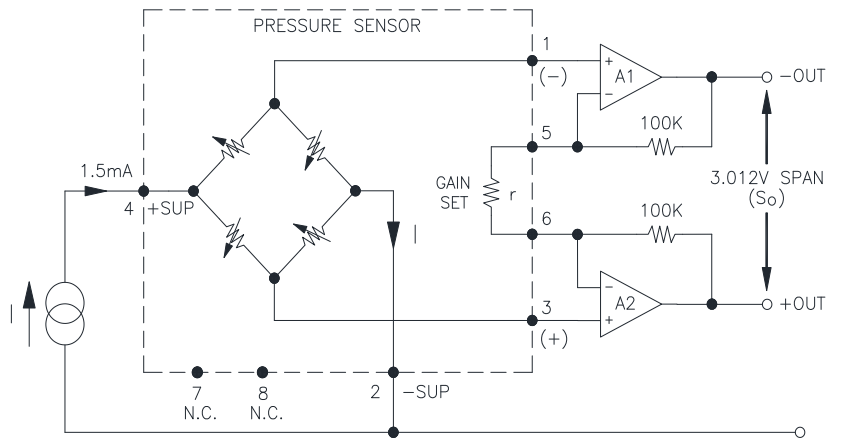 PRESSURE SENSOR
1
(-)
+
A1
-
-OUT
5
100K
1.5mA
GAIN
SET
r
3.012V SPAN
(So)
4
+SUP
I
6
100K
-
A2
+
+OUT
3
(+)
I
7
N.C.
8
N.C.
2
-SUP